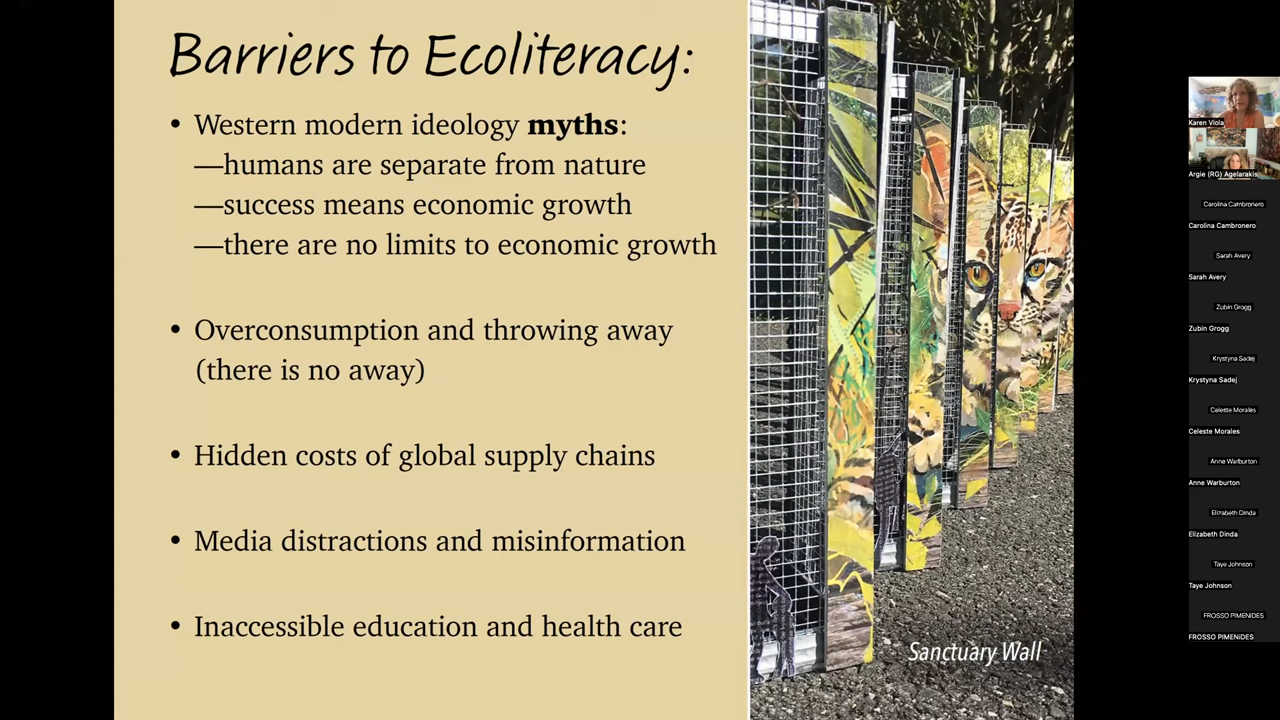 Barriers to Ecoliteracy:
• Western modern ideology myths:
—humans are separate from nature
—success means economic growth
—there are no limits to economic growth
• Overconsumption and throwing away
(there is no away)
• Hidden costs of global supply chains
• Media distractions and misinformation
• Inaccessible education and health care
Sanctuary Wall
Karen Viola
Argie (RG) Agelarakis
Carolina Cambronero
Carolina Cambronero
Sarah Avery
Sarah Avery
Zubin Grogg
Zubin Grogg
Krystyna Sadej
Krystyna Sadej
Celeste Morales
Celeste Morales
Anne Warburton
Anne Warburton
Elizabeth Dinda
Elizabeth Dinda
Taye Johnson
Taye Johnson
FROSSO PIMENIDES
FROSSO PIMENIDES